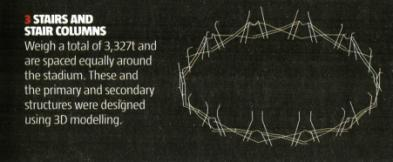 3 STAIRS AND
STAIR COLUMNS
Weigh a total of 3,327t and
are spaced equally around
the stadium. These and
the primary and secondary
structures were designed
using 3D modelling.